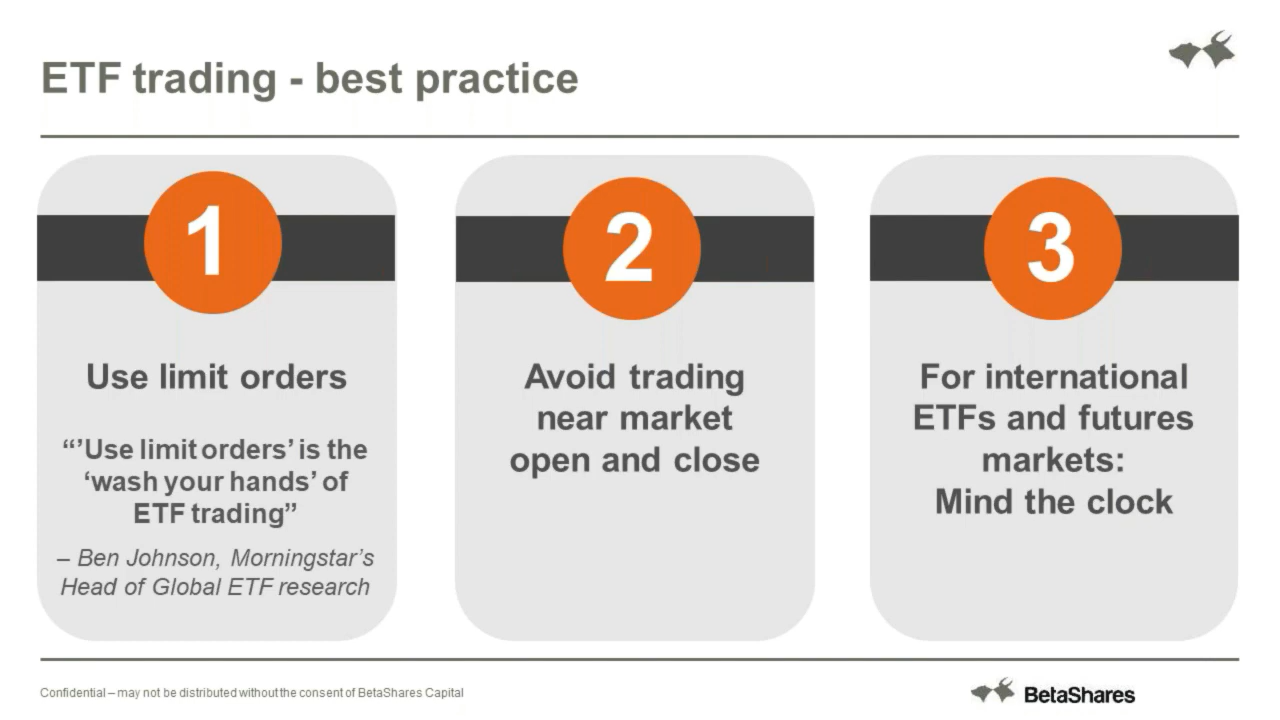 ETF trading - best practice
1
Use limit orders
“’Use limit orders’ is the
‘wash your hands’ of
ETF trading”
– Ben Johnson, Morningstar’s
Head of Global ETF research
2
Avoid trading
near market
open and close
3
For international
ETFs and futures
markets:
Mind the clock
Confidential – may not be distributed without the consent of BetaShares Capital
BetaShares